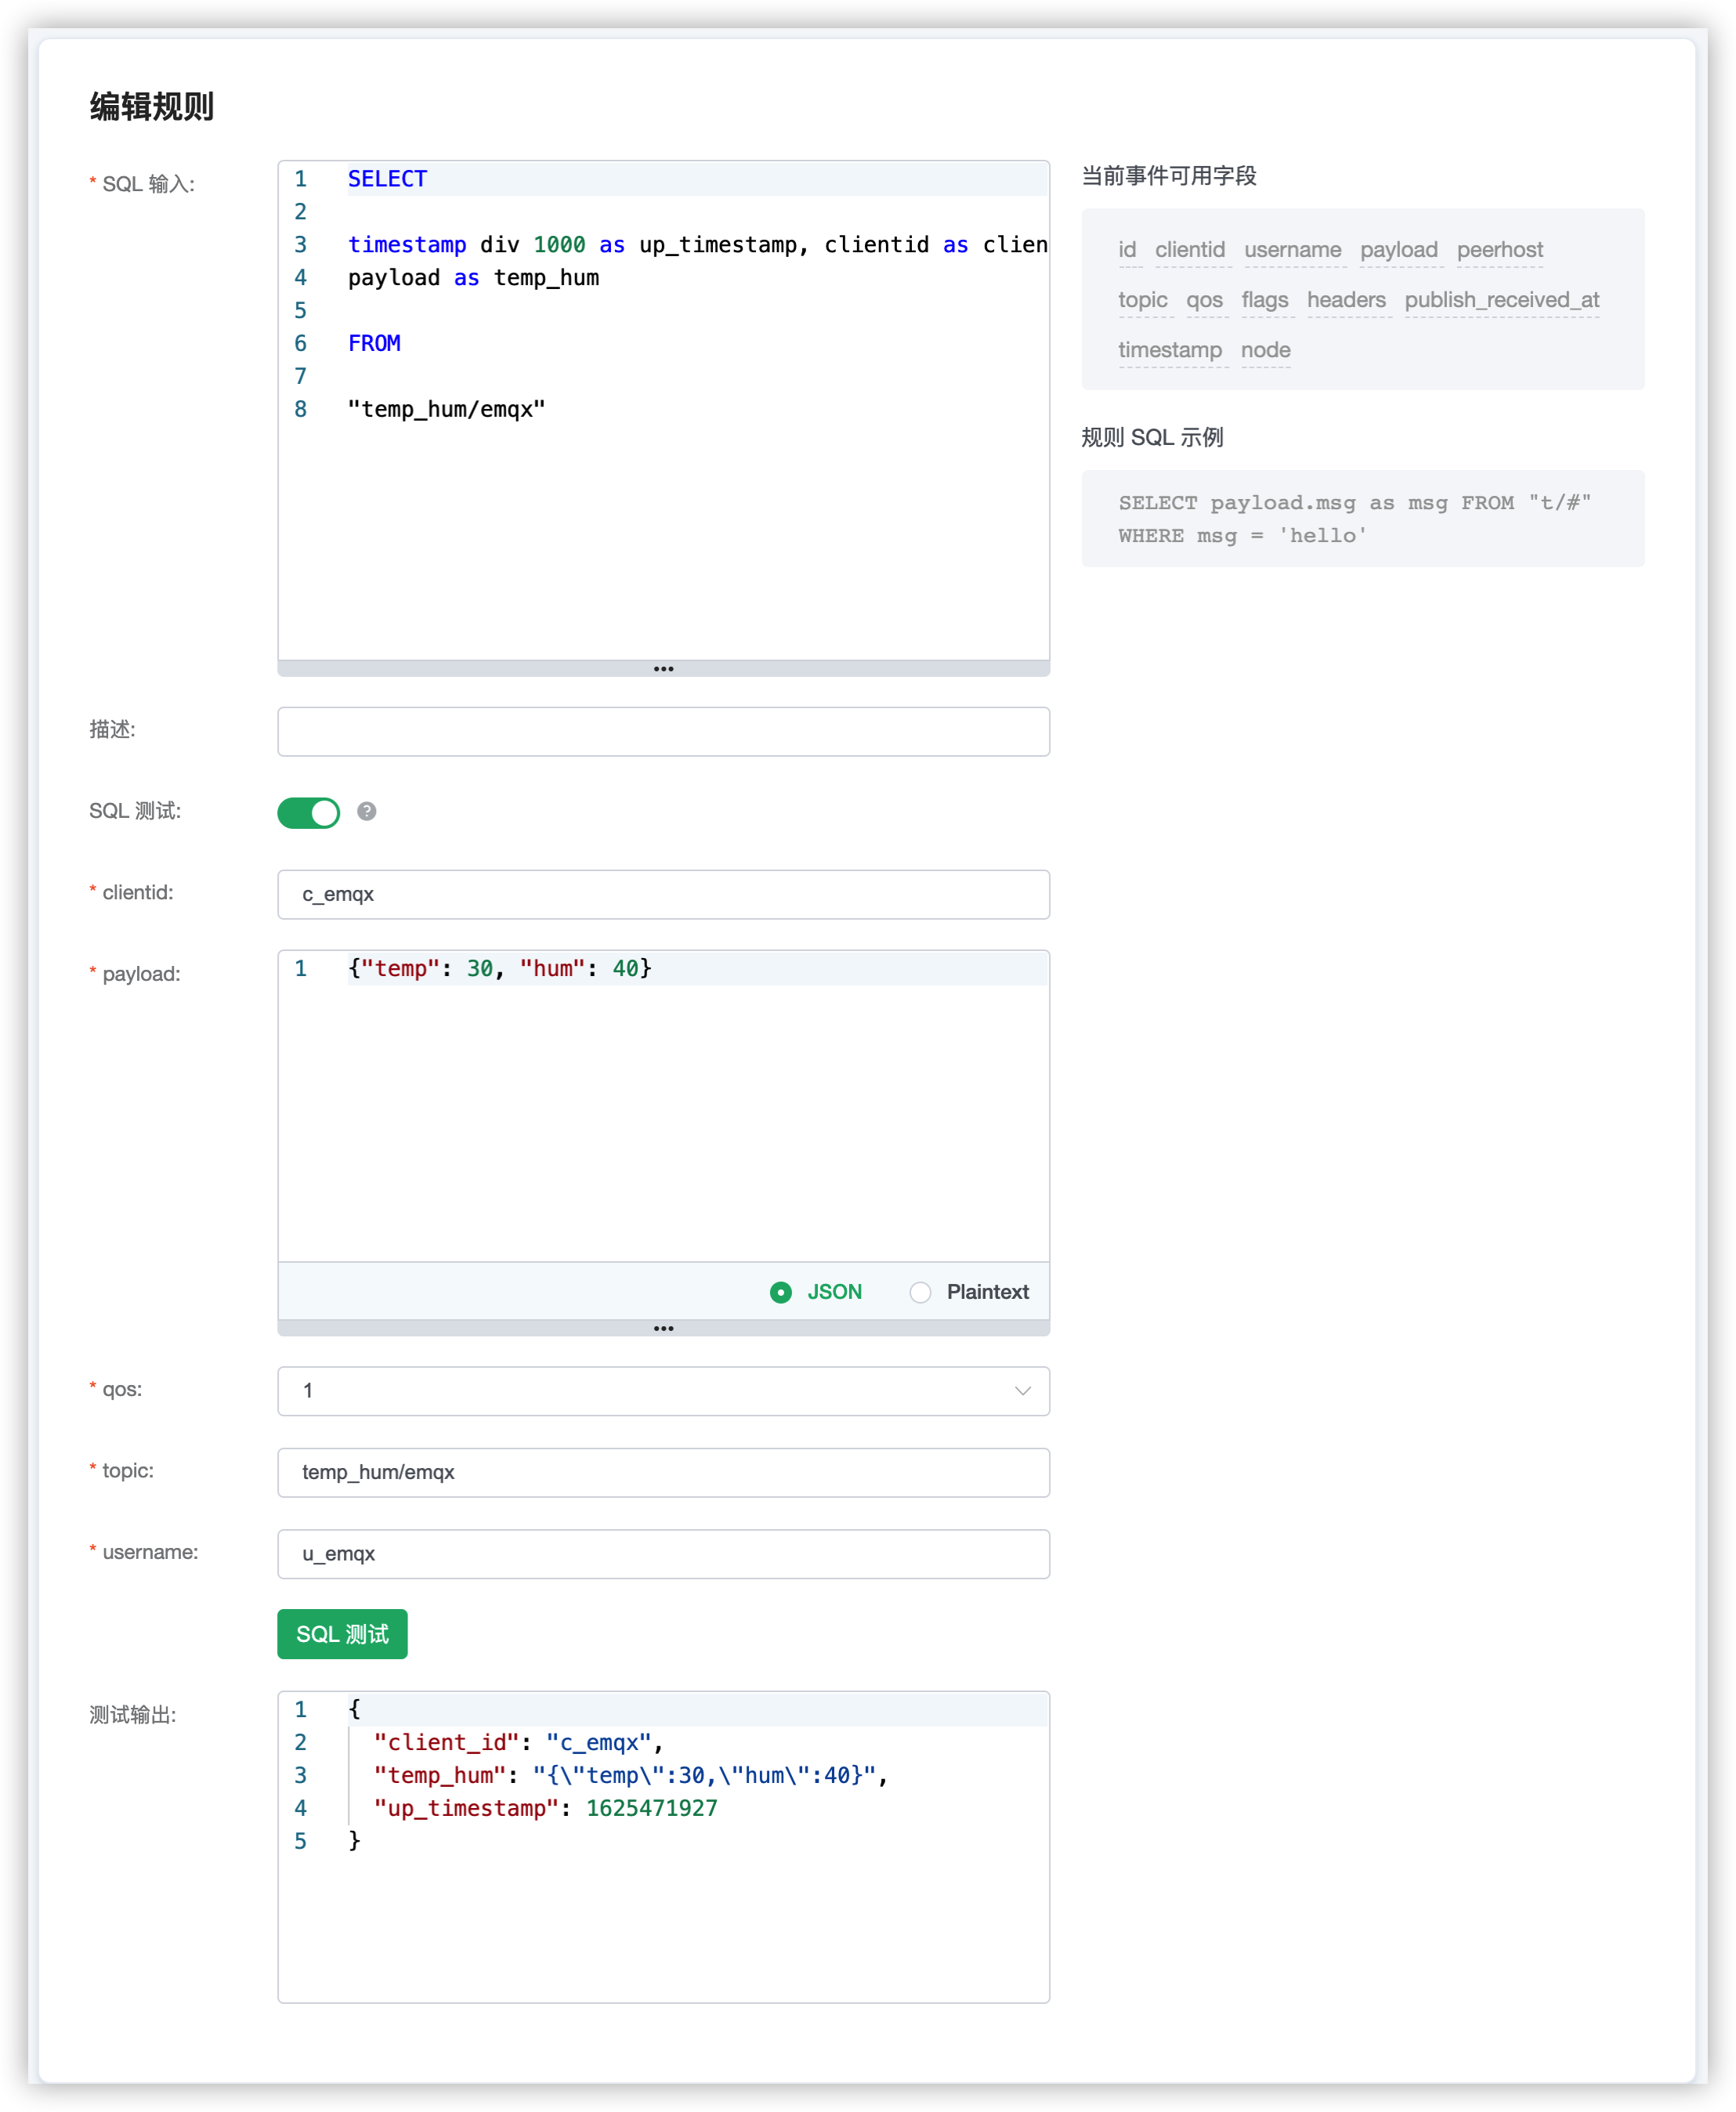 编辑规则
* SQL 输入:
1 SELECT
2
3 timestamp div 1000 as up_timestamp, clientid as clien
4 payload as temp_hum
5
6 FROM
7
8 "temp_hum/emqx"
当前事件可用字段
id clientid username payload peerhost
topic qos flags headers publish_received_at
timestamp node
规则 SQL 示例
SELECT payload.msg as msg FROM "t/#"
WHERE msg = 'hello'
描述:
SQL 测试:
?
* clientid:
c_emqx
* payload:
1 {"temp": 30, "hum": 40}
JSON Plaintext
* qos:
1
* topic:
temp_hum/emqx
* username:
u_emqx
SQL 测试
测试输出:
1 {
2 "client_id": "c_emqx",
3 "temp_hum": "{\"temp\":30,\"hum\":40}",
4 "up_timestamp": 1625471927
5 }